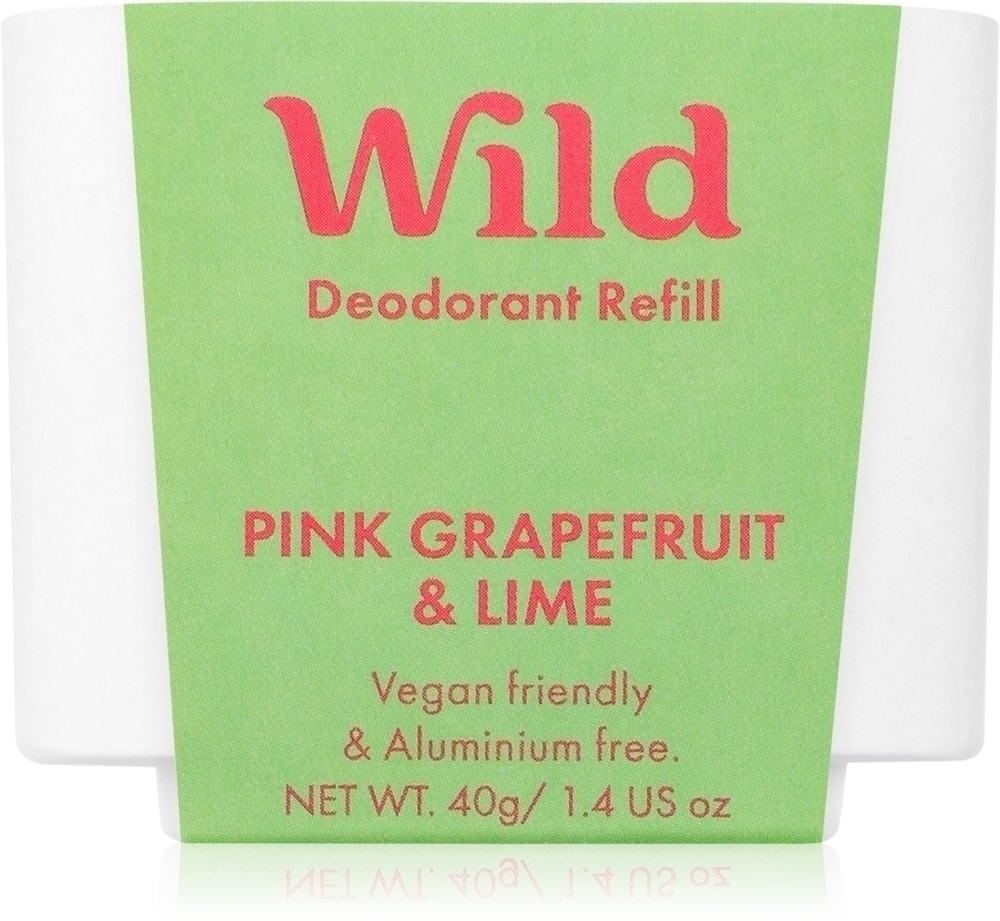 Wild
Deodorant Refill
PINK GRAPEFRUIT
& LIME
Vegan friendly
& Aluminium free.
NET WT. 40g/ 1.4 US oz